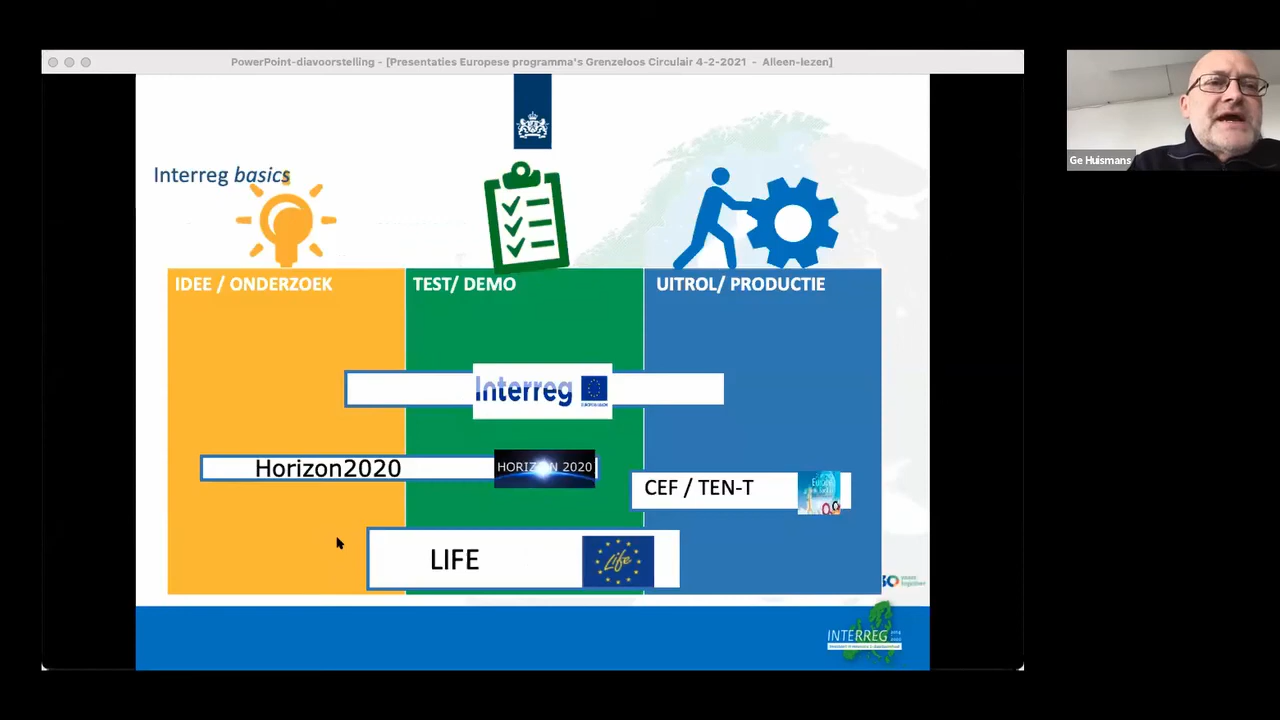 PowerPoint-diavoorstelling - [Presentaties Europese programma's Grenzeloos Circulair 4-2-2021 - Alleen-lezen]
Ge Huismans
Interreg basics
IDEE / ONDERZOEK
TEST/ DEMO
UITROL/ PRODUCTIE
Interreg
Horizon2020
HORIZON 2020
CEF / TEN-T
LIFE
Life
INTERREG